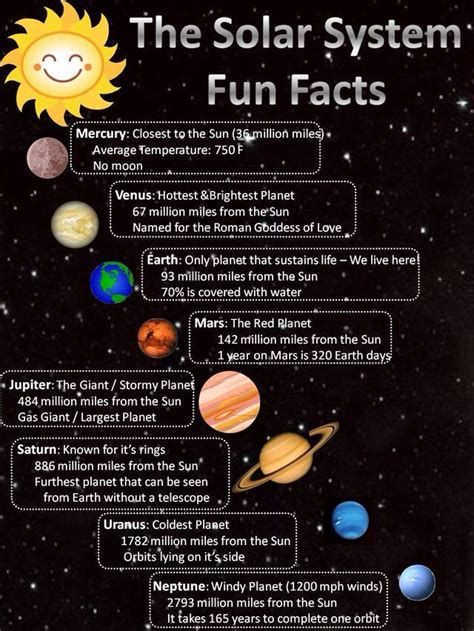 The Solar System
Fun Facts
Mercury: Closest to the Sun (36 million miles)
Average Temperature: 750 F
No moon
Venus: Hottest &Brightest Planet
67 million miles from the Sun
Named for the Roman Goddess of Love
Earth: Only planet that sustains life – We live here!
93 million miles from the Sun
70% is covered with water
Mars: The Red Planet
142 million miles from the Sun
1 year on Mars is 320 Earth days
Jupiter: The Giant / Stormy Planet
484 million miles from the Sun
Gas Giant / Largest Planet
Saturn: Known for it's rings
886 million miles from the Sun
Furthest planet that can be seen
from Earth without a telescope
Uranus: Coldest Planet
1782 million miles from the Sun
Orbits lying on it's side
Neptune: Windy Planet (1200 mph winds)
2793 million miles from the Sun
It takes 165 years to complete one orbit